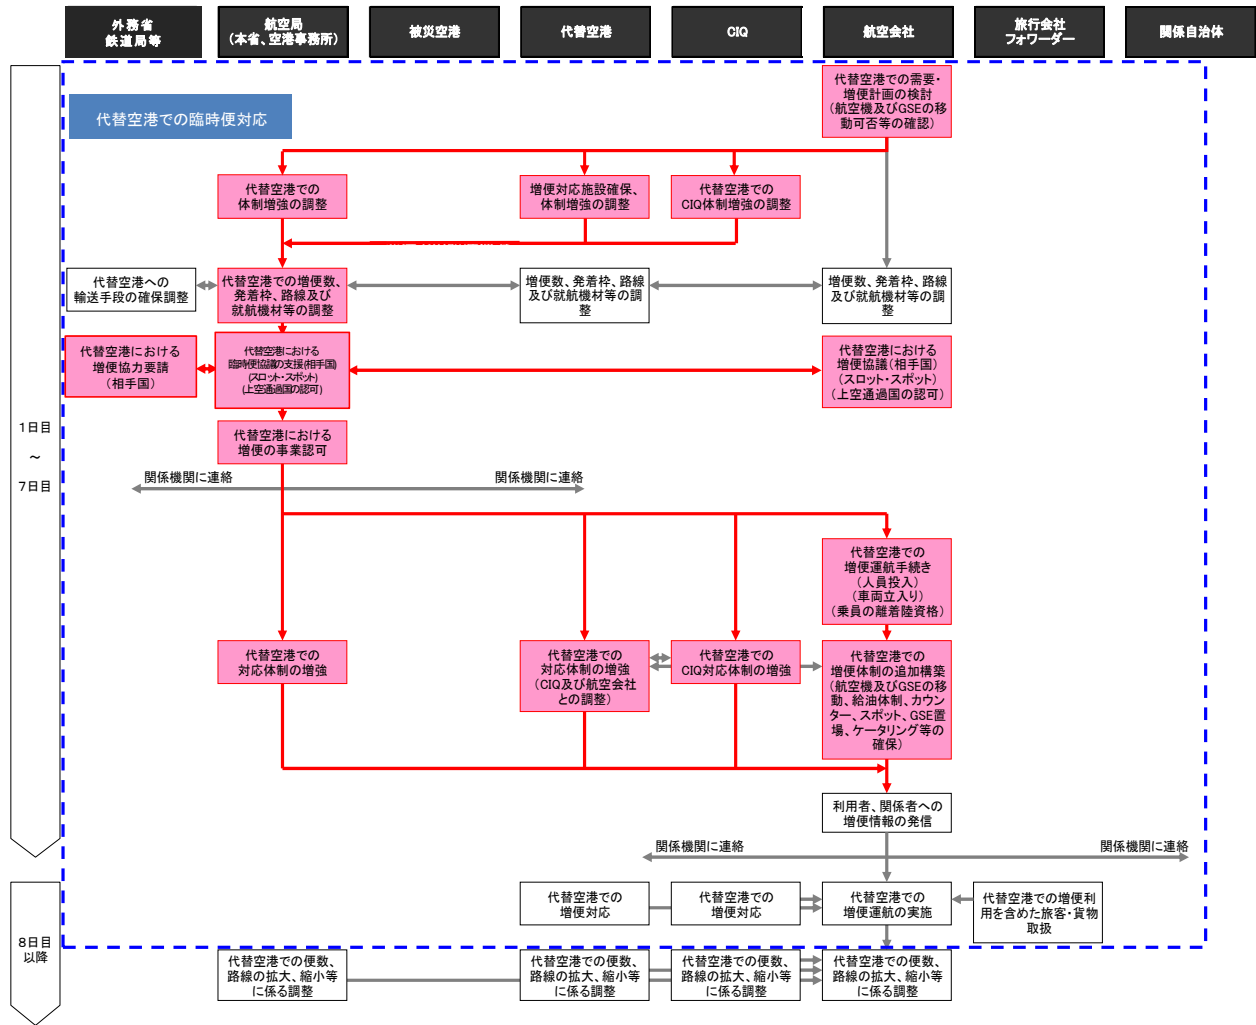 外務省
鉄道局等
航空局
（本省、空港事務所）
被災空港
代替空港
CIQ
航空会社
旅行会社
フォワーダー
関係自治体
代替空港での臨時便対応
代替空港での需要・
増便計画の検討
（航空機及びGSEの移
動可否等の確認）
代替空港での
体制増強の調整
増便対応施設確保、
体制増強の調整
代替空港での
CIQ体制増強の調整
代替空港への
輸送手段の確保調整
代替空港での増便数、
発着枠、路線及び
就航機材等の調整
増便数、発着枠、路線
及び就航機材等の調
整
増便数、発着枠、路線
及び就航機材等の調
整
代替空港における
増便協力要請
（相手国）
代替空港における
臨時便協議の支援(相手国)
(スロット・スポット)
(上空通過国の認可)
代替空港における
増便協議（相手国）
（スロット・スポット）
（上空通過国の認可）
1日目
～
7日目
代替空港における
増便の事業認可
関係機関に連絡
関係機関に連絡
代替空港での
増便運航手続き
（人員投入）
（車両立入り）
（乗員の離着陸資格）
代替空港での
対応体制の増強
代替空港での
対応体制の増強
（CIQ及び航空会社
との調整）
代替空港での
CIQ対応体制の増強
代替空港での
増便体制の追加構築
（航空機及びGSEの移
動、給油体制、カウン
ター、スポット、GSE置
場、ケータリング等の
確保）
利用者、関係者への
増便情報の発信
関係機関に連絡
関係機関に連絡
8日目
以降
代替空港での
増便対応
代替空港での
増便対応
代替空港での
増便運航の実施
代替空港での増便利
用を含めた旅客・貨物
取扱
代替空港での便数、
路線の拡大、縮小等
に係る調整
代替空港での便数、
路線の拡大、縮小等
に係る調整
代替空港での便数、
路線の拡大、縮小等
に係る調整
代替空港での便数、
路線の拡大、縮小等
に係る調整